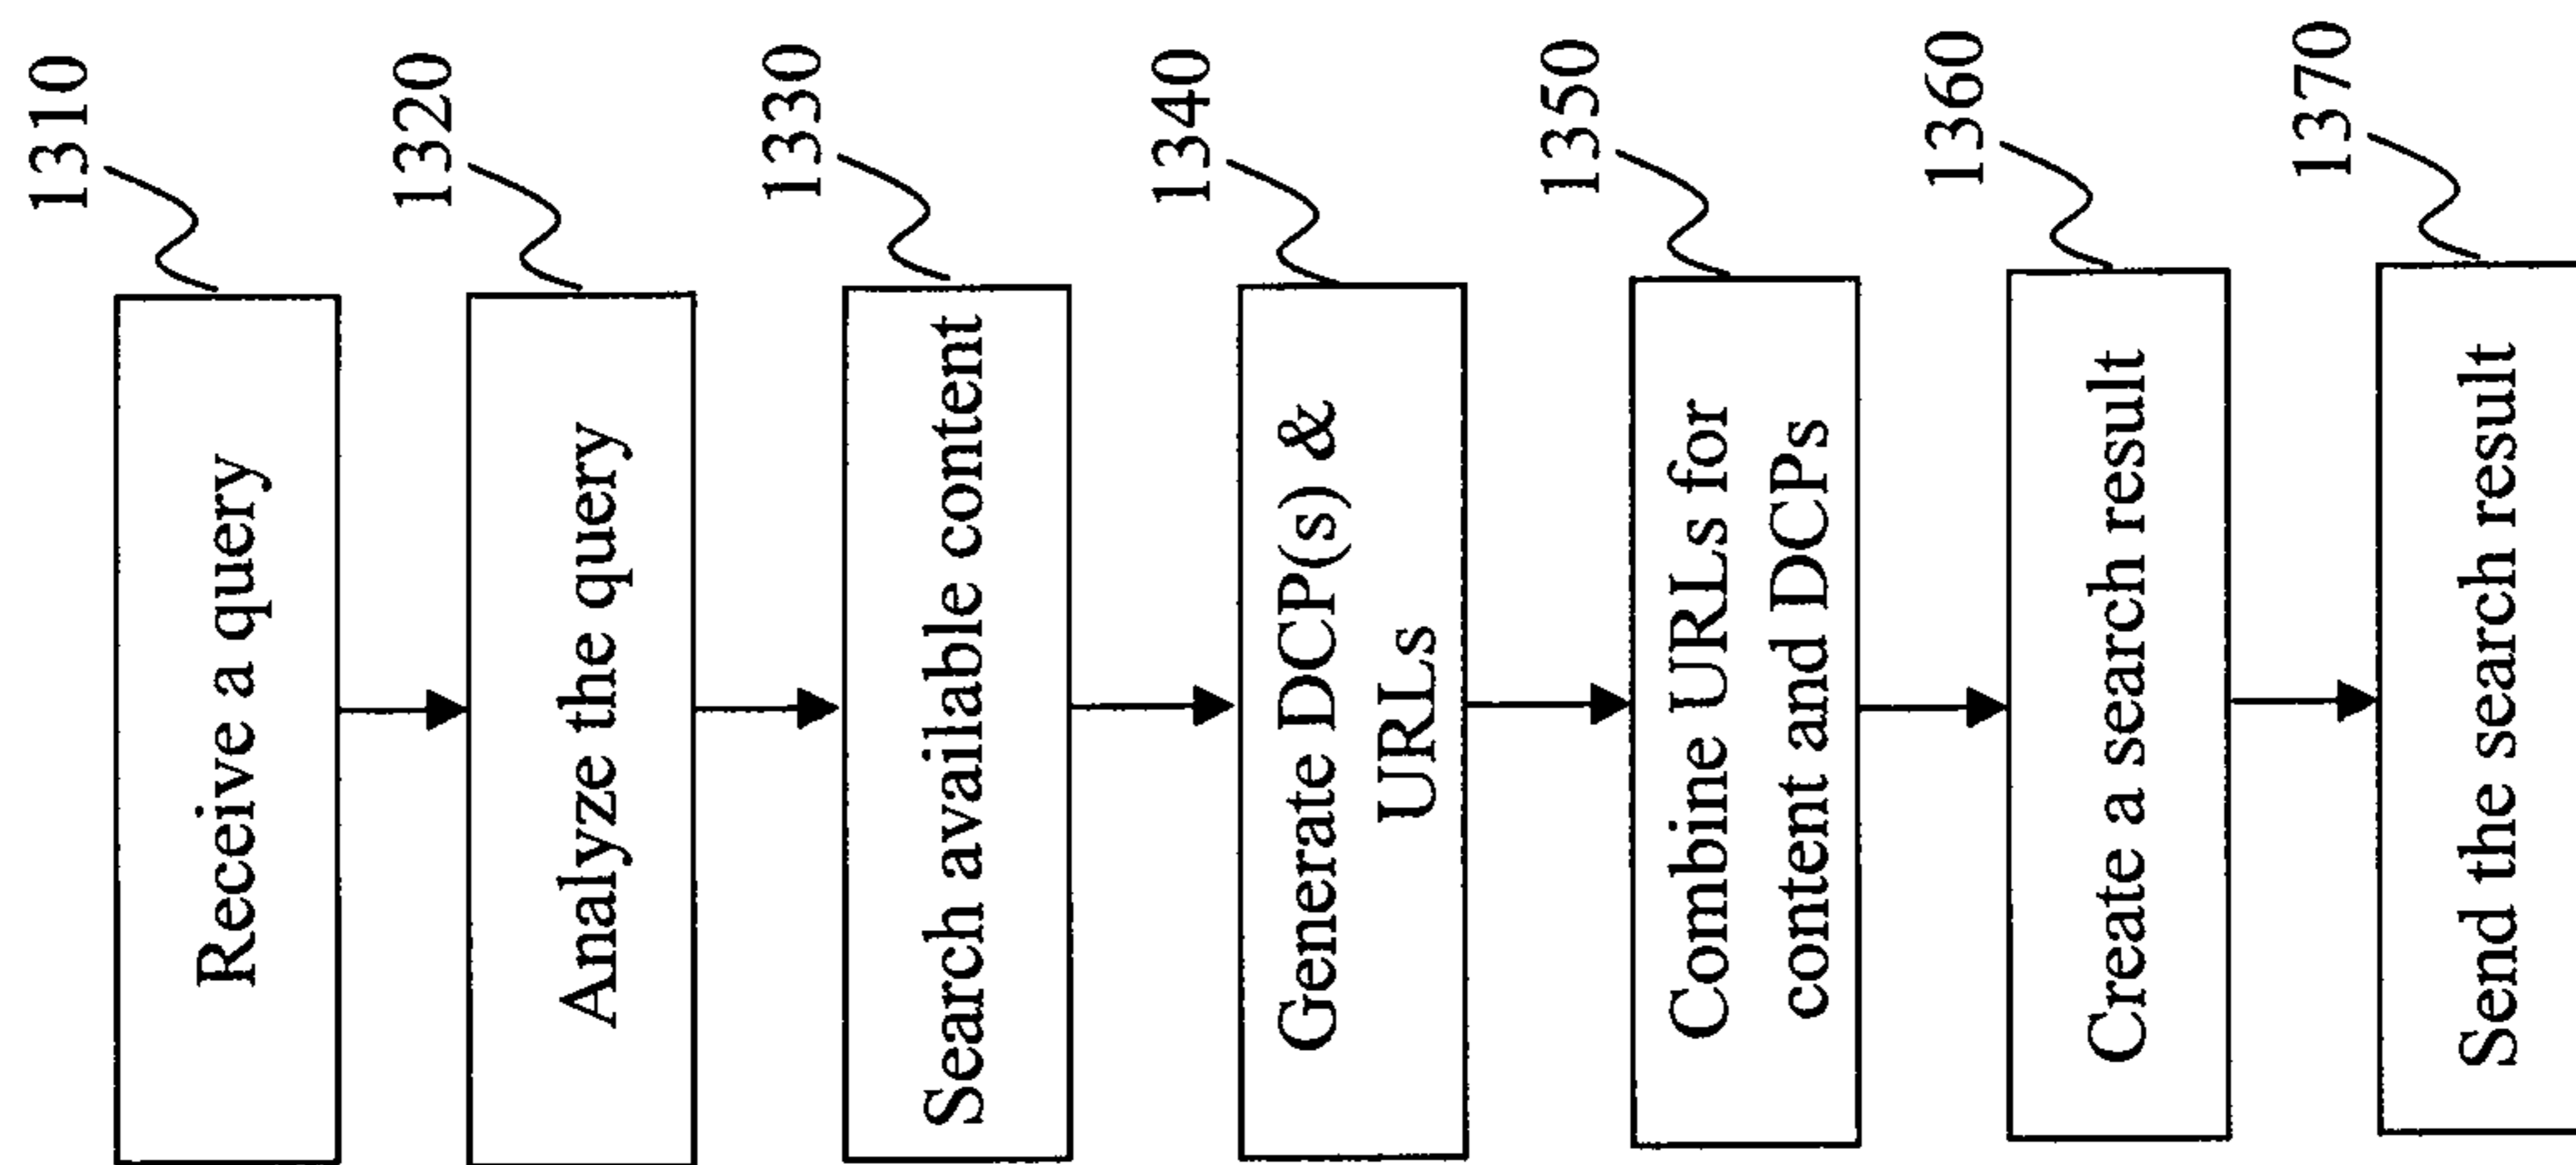 1310
Receive a query
1320
Analyze the query
1330
Search available content
1340
Generate DCP(s) &
URLs
1350
Combine URLs for
content and DCPs
1360
Create a search result
1370
Send the search result